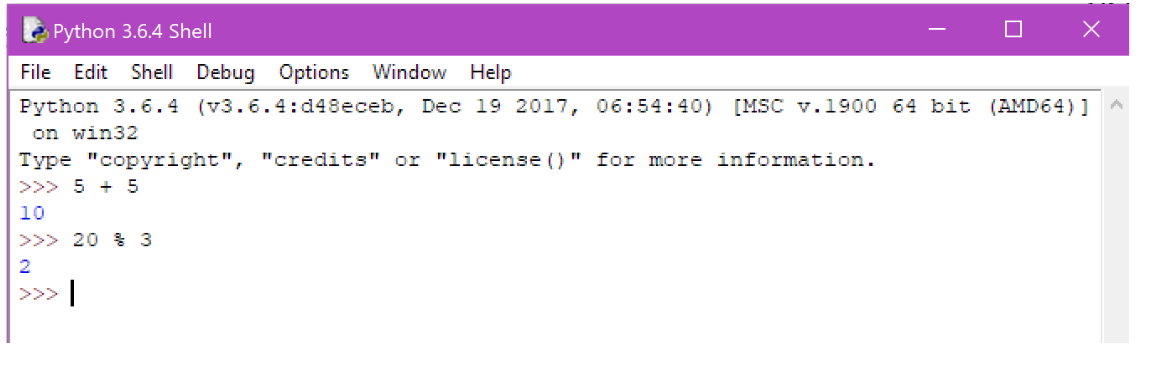 Python 3.6.4 Shell
File Edit Shell Debug Options Window Help
Python 3.6.4 (v3.6.4:d48eceb, Dec 19 2017, 06:54:40) [MSC v.1900 64 bit (AMD64)]
 on win32
Type "copyright", "credits" or "license()" for more information.
>>> 5 + 5
10
>>> 20 % 3
2
>>>